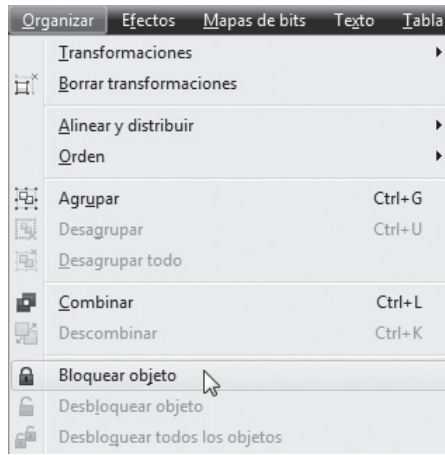 Organizar Efectos Mapas de bits Texto Tabla
Transformaciones
Borrar transformaciones
Alinear y distribuir
Orden
Agrupar Ctrl+G
Desagrupar Ctrl+U
Desagrupar todo
Combinar Ctrl+L
Descombinar Ctrl+K
Bloquear objeto
Desbloquear objeto
Desbloquear todos los objetos